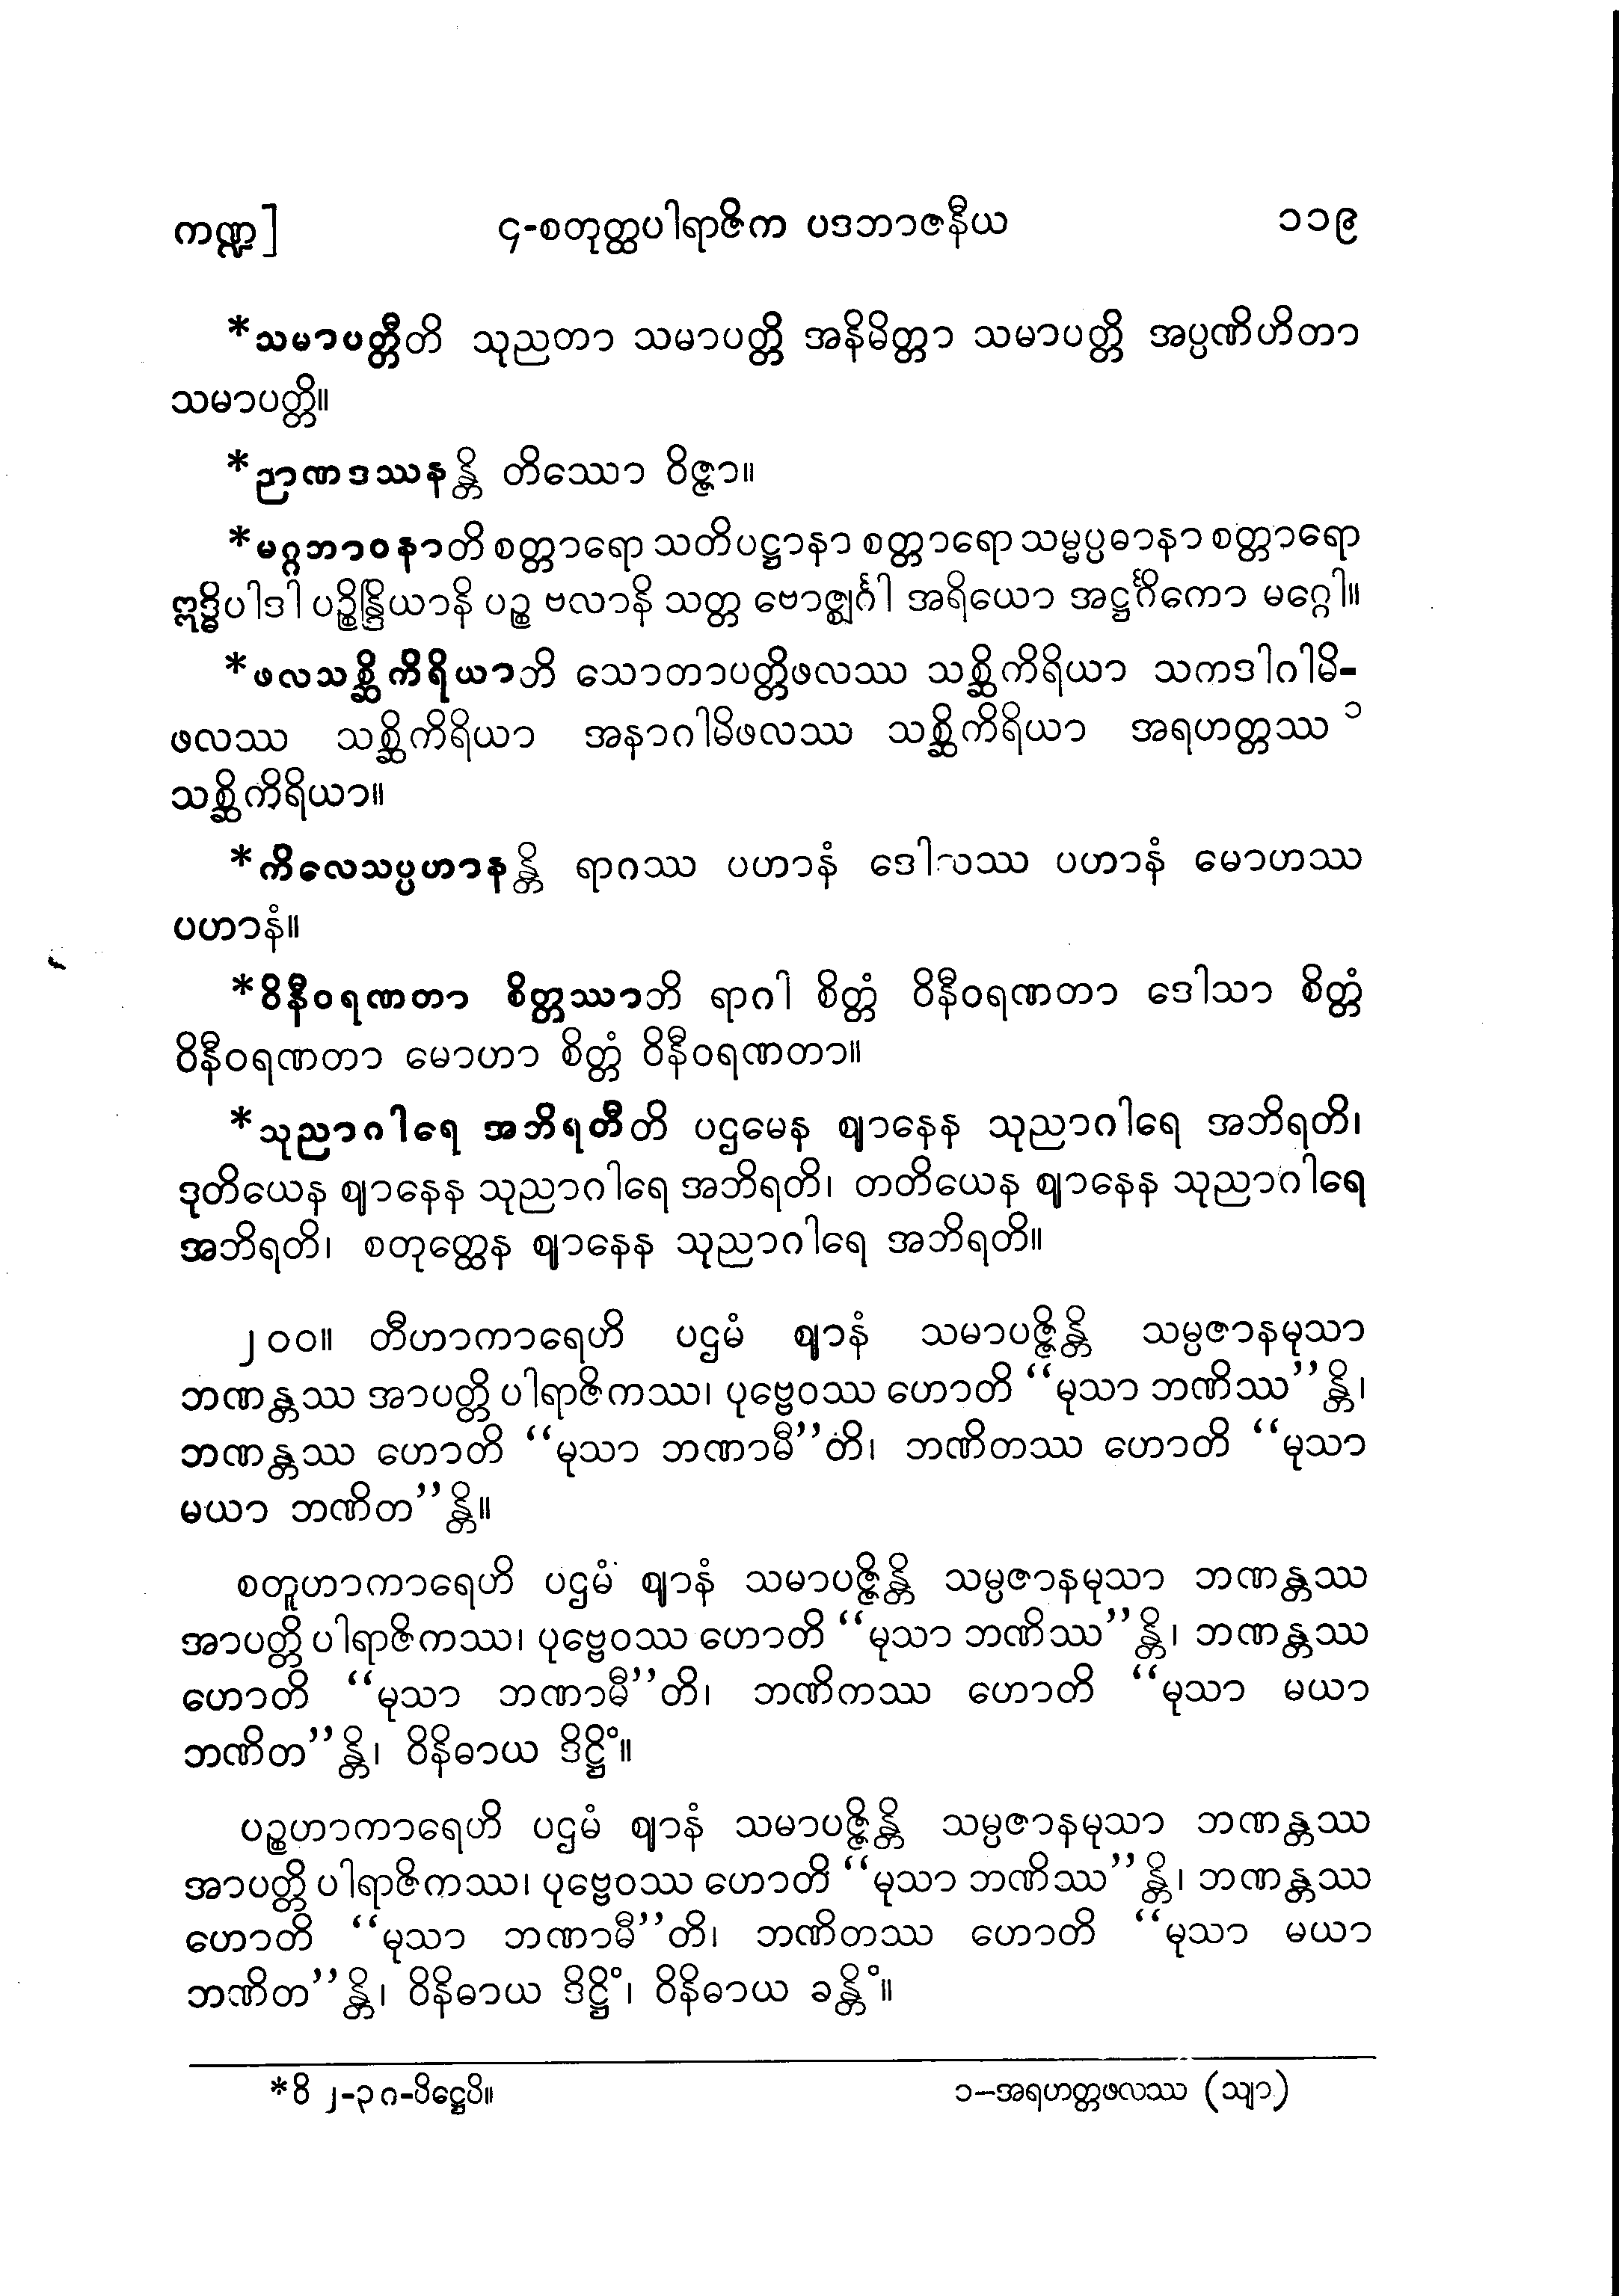 ကဏ္ဍ] ၄-စတုတ္ထပါရာဇိက ပဒဘာဇနီယ ၁၁၉
*သမာပတ္တီတိ သုညတာ သမာပတ္တိ အနိမိတ္တာ သမာပတ္တိ အပ္ပဏိဟိတာ
သမာပတ္တိ။
*ဉာဏဒဿနန္တိ တိဿော ဝိဇ္ဇာ။
*မဂ္ဂဘာဝနာတိ စတ္တာရော သတိပဋ္ဌာနာ စတ္တာရော သမ္မပ္ပဓာနာ စတ္တာရော
ဣဒ္ဓိပါဒါ ပဉ္စိန္ဒြိယာနိ ပဉ္စ ဗလာနိ သတ္တ ဗောဇ္ဈင်္ဂါ အရိယော အဋ္ဌင်္ဂိကော မဂ္ဂေါ။
*ဖလသစ္ဆိကိရိယာဘိ သောတာပတ္တိဖလဿ သစ္ဆိကိရိယာ သကဒါဂါမိ-
ဖလဿ သစ္ဆိကိရိယာ အနာဂါမိဖလဿ သစ္ဆိကိရိယာ အရဟတ္တဿ ၁
သစ္ဆိကိရိယာ။
*ကိလေသပ္ပဟာနန္တိ ရာဂဿ ပဟာနံ ပဟာနံ မောဟဿ
ပဟာနံ။
*ဝိနီဝရဏတာ စိတ္တဿာဘိ ရာဂါ စိတ္တံ ဝိနီဝရဏတာ ဒေါသာ စိတ္တံ
ဝိနီဝရဏတာ မောဟာ စိတ္တံ ဝိနီဝရဏတာ။
*သုညာဂါရေ အဘိရတီတိ ပဌမေန ဈာနေန သုညာဂါရေ အဘိရတိ၊
ဒုတိယေန ဈာနေန သုညာဂါရေ အဘိရတိ၊ တတိယေန ဈာနေန သုညာဂါရေ
အဘိရတိ၊ စတုတ္ထေန ဈာနေန သုညာဂါရေ အဘိရတိ။
၂၀၀။ တီဟာကာရေဟိ ပဌမံ ဈာနံ သမာပဇ္ဇိန္တိ သမ္ပဇာနမုသာ
ဘဏန္တဿ အာပတ္တိ ပါရာဇိကဿ၊ ပုဗ္ဗေဝဿ ဟောတိ “မုသာ ဘဏိဿ”န္တိ၊
ဘဏန္တဿ ဟောတိ “မုသာ ဘဏာမီ”တိ၊ ဘဏိတဿ ဟောတိ “မုသာ
မယာ ဘဏိတ”န္တိ။
စတူဟာကာရေဟိ ပဌမံ ဈာနံ သမာပဇ္ဇိန္တိ သမ္ပဇာနမုသာ ဘဏန္တဿ
အာပတ္တိ ပါရာဇိကဿ၊ ပုဗ္ဗေဝဿ ဟောတိ “မုသာ ဘဏိဿ”န္တိ၊ ဘဏန္တဿ
ဟောတိ “မုသာ ဘဏာမီ”တိ၊ ဘဏိကဿ ဟောတိ “မုသာ မယာ
ဘဏိတ”န္တိ၊ ဝိနိဓာယ ဒိဋ္ဌိံ။
ပဉ္စဟာကာရေဟိ ပဌမံ ဈာနံ သမာပဇ္ဇိန္တိ သမ္ပဇာနမုသာ ဘဏန္တဿ
အာပတ္တိ ပါရာဇိကဿ၊ ပုဗ္ဗေဝဿ ဟောတိ “မုသာ ဘဏိဿ”န္တိ၊ ဘဏန္တဿ
ဟောတိ “မုသာ ဘဏာမီ”တိ၊ ဘဏိတဿ ဟောတိ “မုသာ မယာ
ဘဏိတ”န္တိ၊ ဝိနိဓာယ ဒိဋ္ဌိံ၊ ဝိနိဓာယ ခန္တိံ။
*ဝိ ၂-၃၈-ပိဋ္ဌေပိ။ ၁–အရဟတ္တဖလဿ (သျာ)